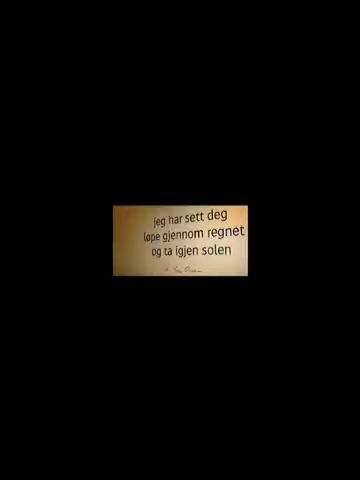 jeg har sett deg
løpe gjennom regnet
og ta igjen solen